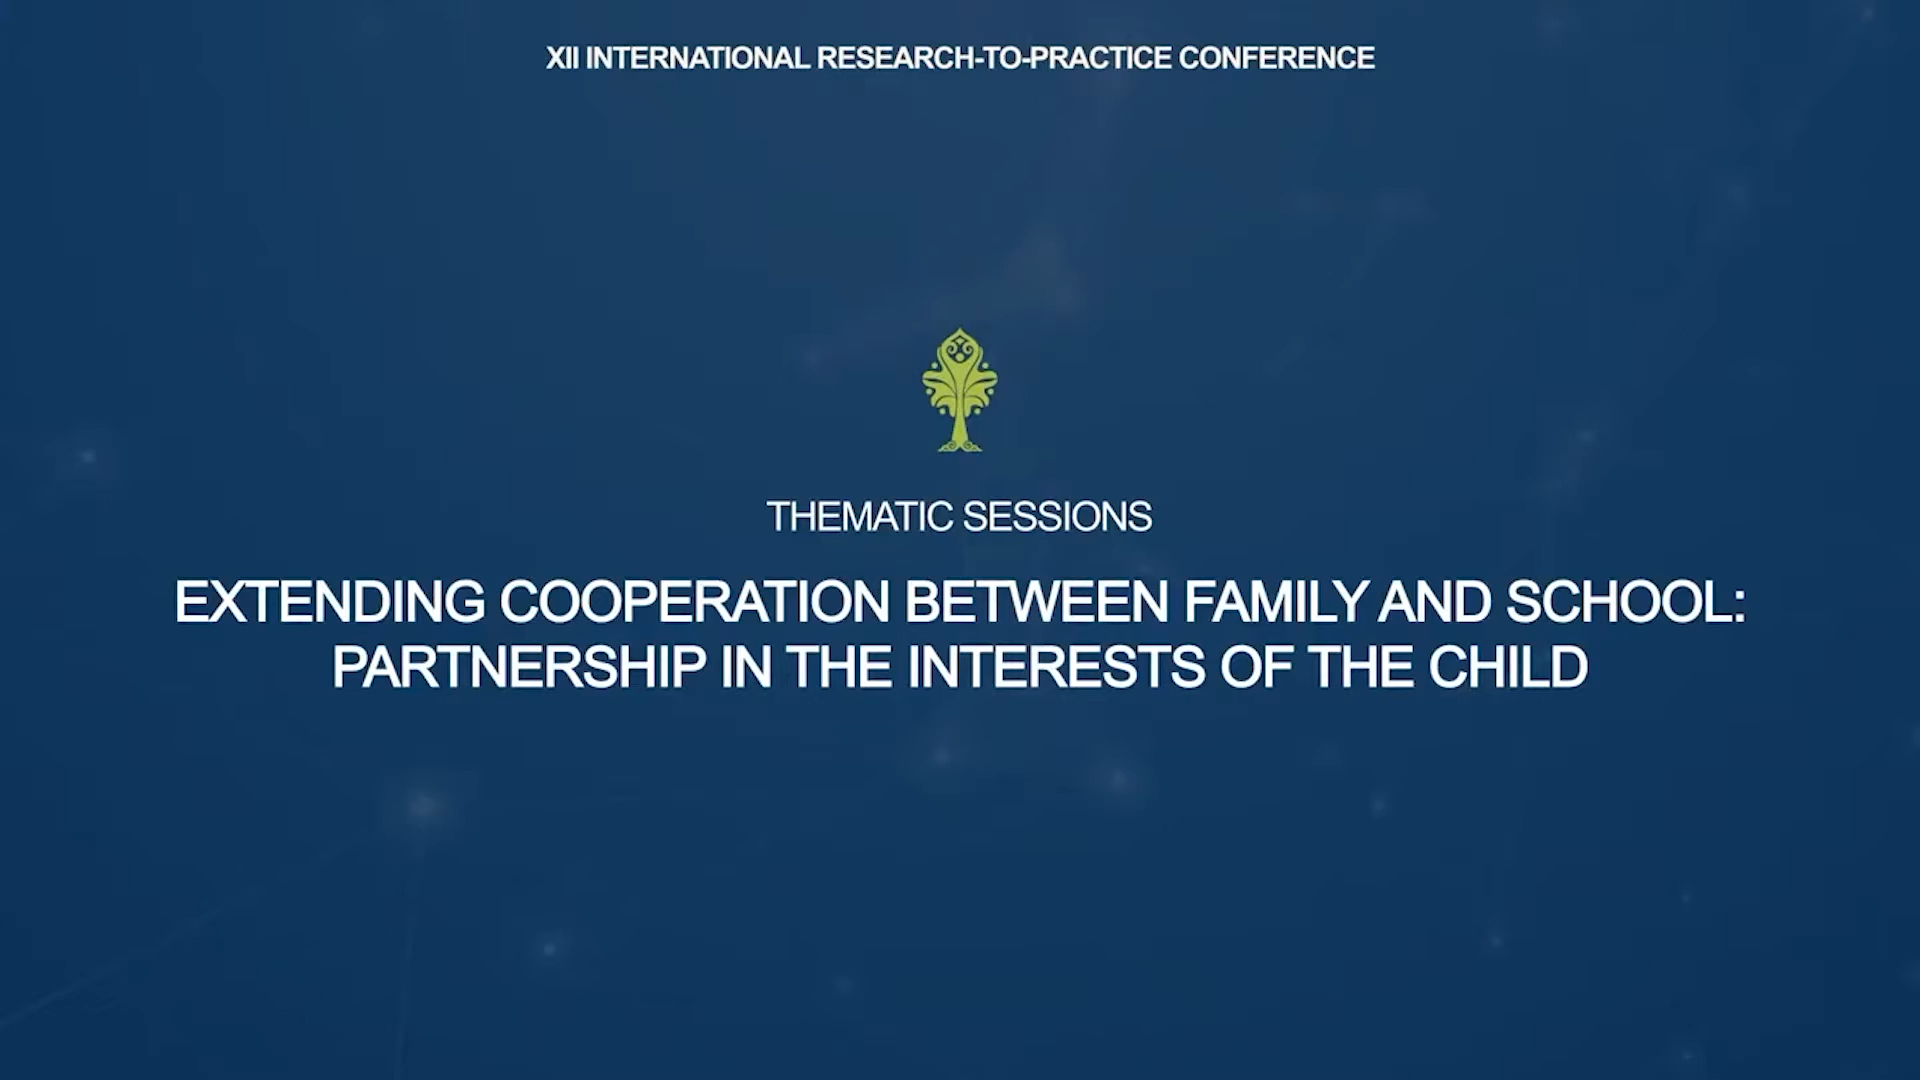 XII INTERNATIONAL RESEARCH-TO-PRACTICE CONFERENCE
THEMATIC SESSIONS
EXTENDING COOPERATION BETWEEN FAMILY AND SCHOOL:
PARTNERSHIP IN THE INTERESTS OF THE CHILD